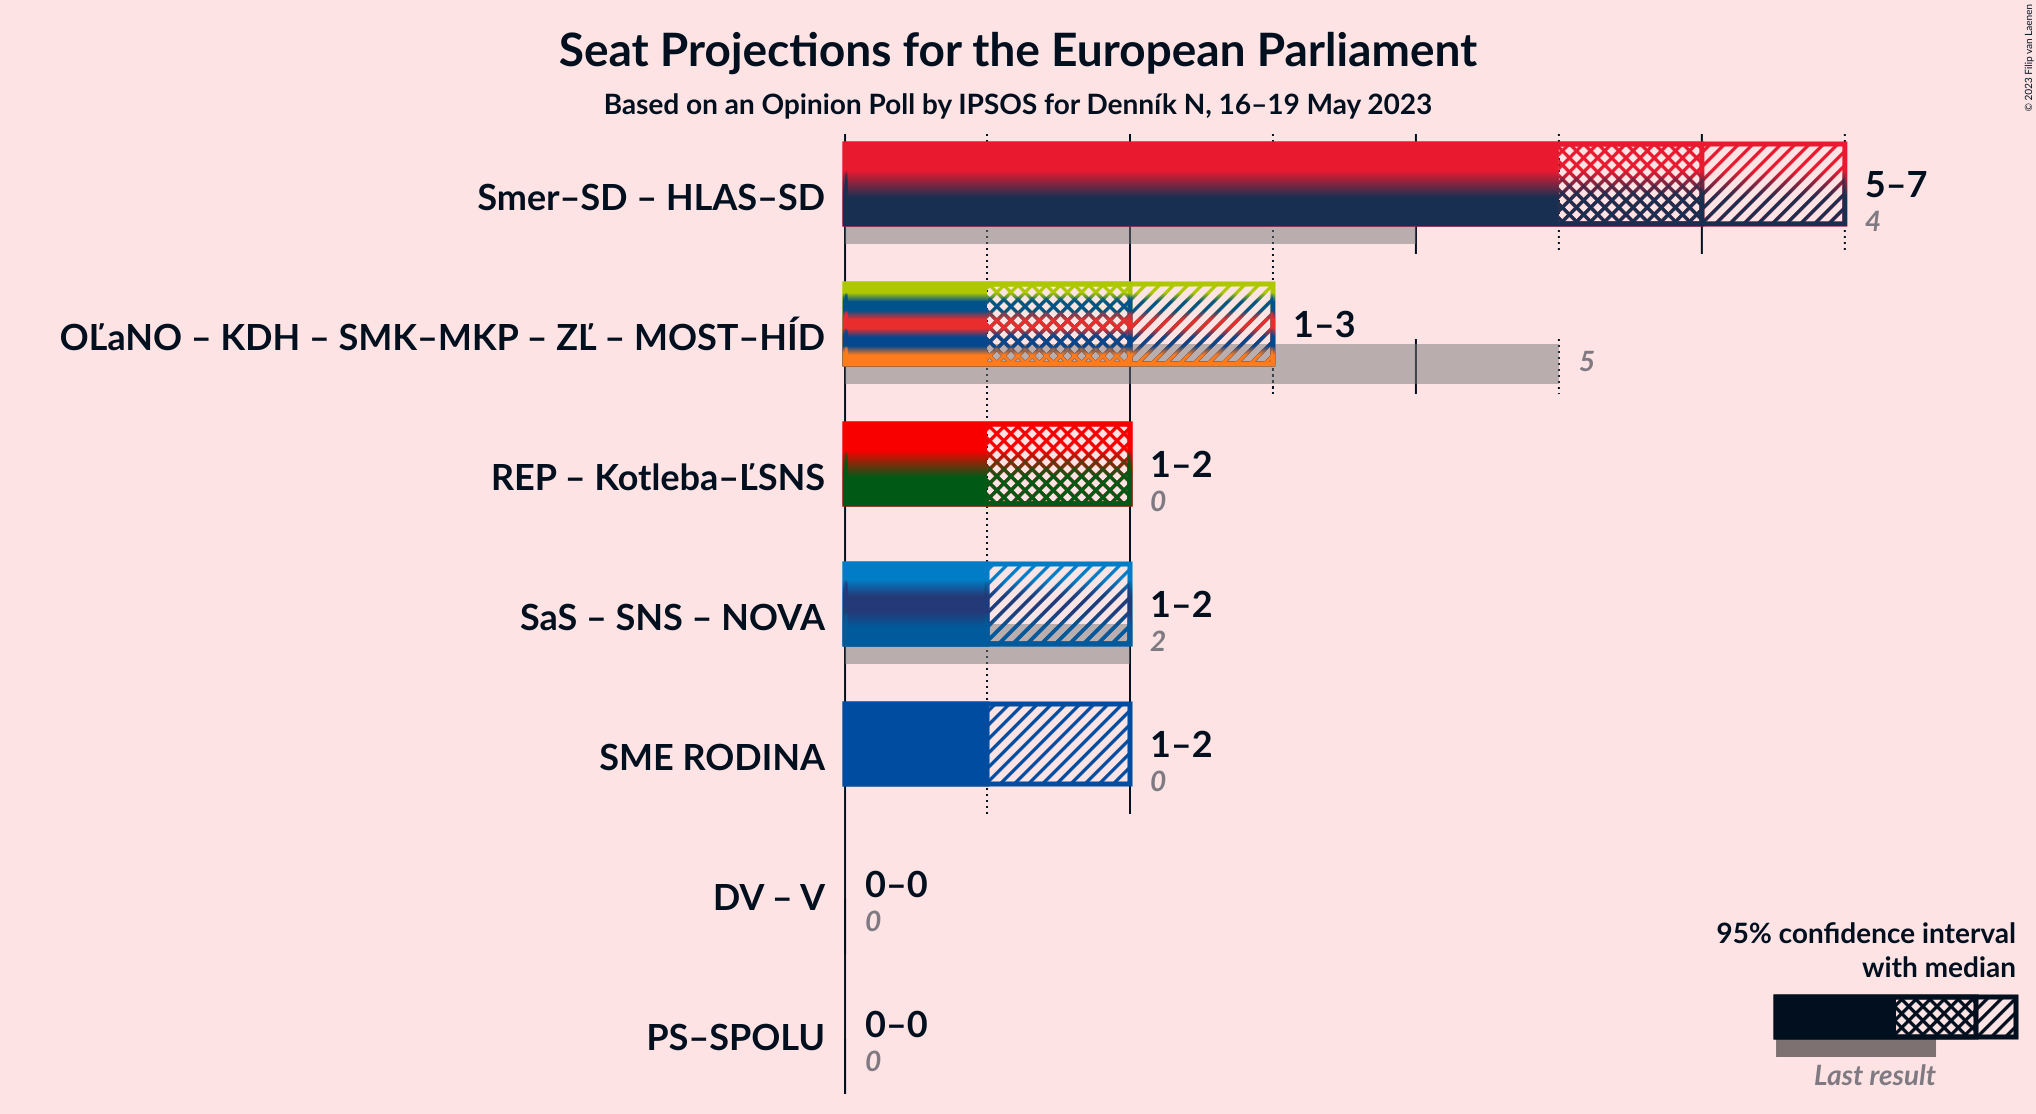 Seat Projections for the European Parliament
Based on an Opinion Poll by IPSOS for Denník N, 16–19 May 2023
© 2023 Filip van Laenen
Smer–SD – HLAS–SD
5–7
4
OĽaNO – KDH – SMK–MKP – ZĽ – MOST–HÍD
1–3
5
REP – Kotleba–ĽSNS
1–2
0
SaS – SNS – NOVA
1–2
2
SME RODINA
1–2
0
DV – V
0–0
0
PS–SPOLU
0–0
0
95% confidence interval
with median
Last result